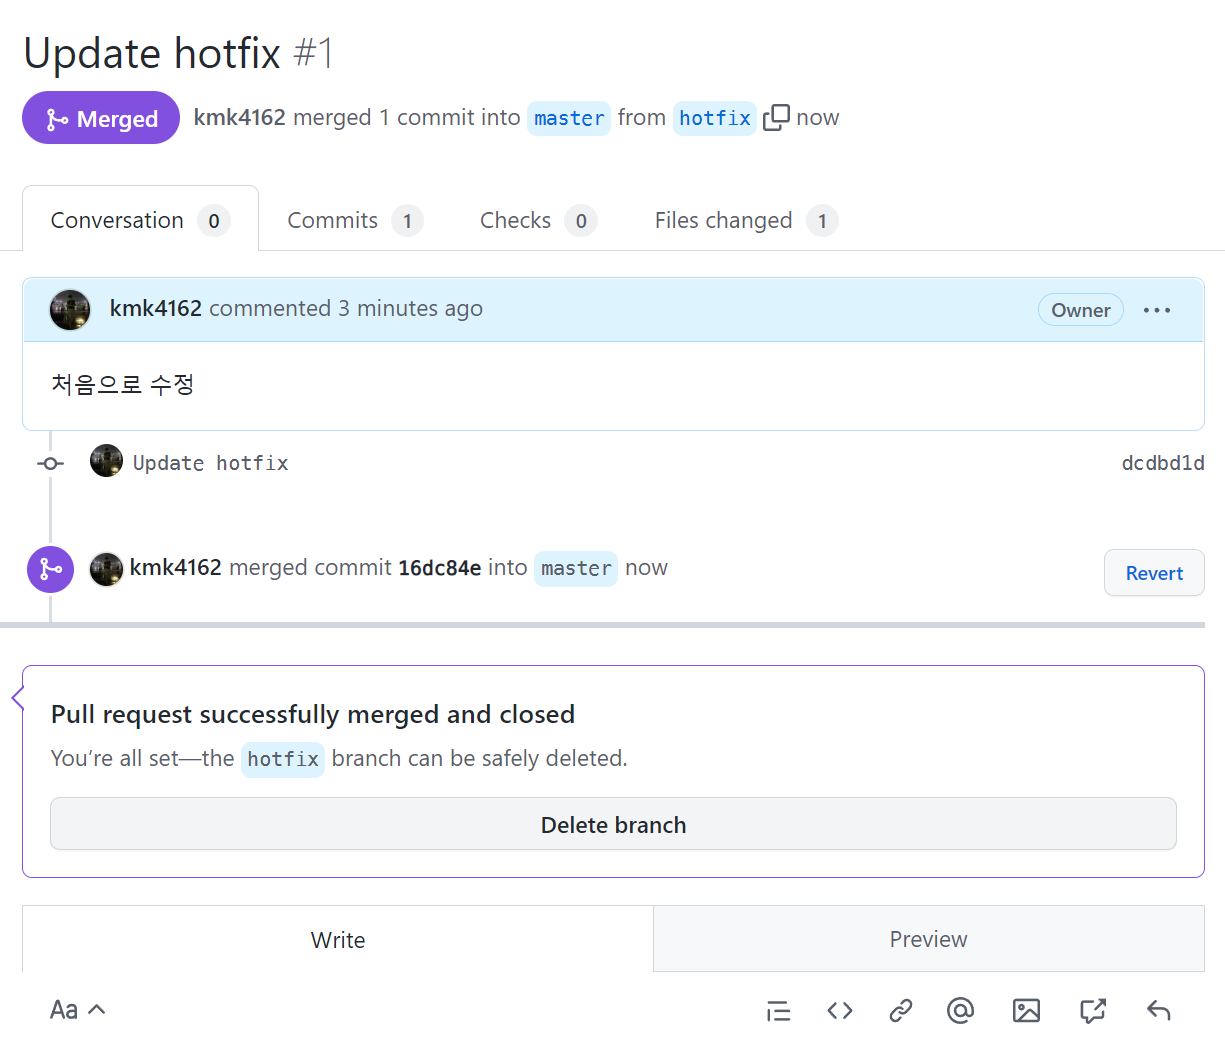 Update hotfix #1
Merged kmk4162 merged 1 commit into master from hotfix now
Conversation 0 Commits 1 Checks 0 Files changed 1
kmk4162 commented 3 minutes ago Owner
처음으로 수정
Update hotfix dcdbd1d
kmk4162 merged commit 16dc84e into master now Revert
Pull request successfully merged and closed
You’re all set—the hotfix branch can be safely deleted.
Delete branch
Write Preview
Aa